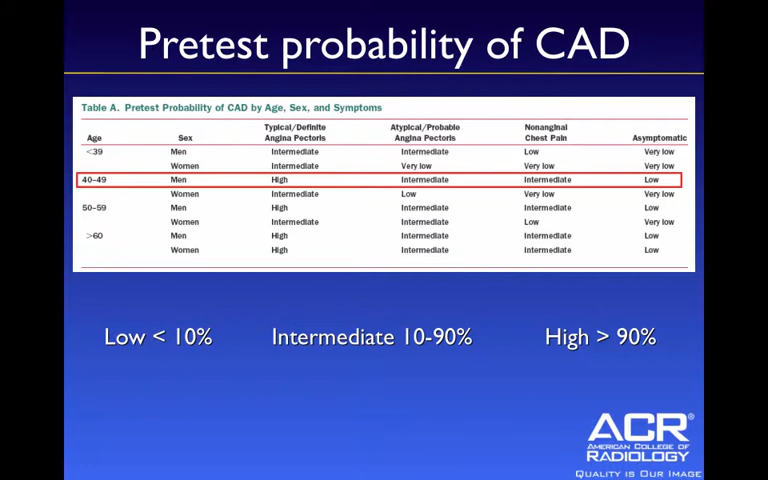 Pretest probability of CAD
Table A. Pretest Probability of CAD by Age, Sex, and Symptoms
Age Sex Typical/Definite Angina Pectoris Atypical/Probable Angina Pectoris Nonanginal Chest Pain Asymptomatic
<39 Men Intermediate Intermediate Low Very low
Women Intermediate Very low Very low Very low
40–49 Men High Intermediate Intermediate Low
Women Intermediate Low Very low Very low
50–59 Men High Intermediate Intermediate Low
Women Intermediate Intermediate Low Very low
>60 Men High Intermediate Intermediate Low
Women High Intermediate Intermediate Low
Low < 10% Intermediate 10-90% High > 90%
ACR®
AMERICAN COLLEGE OF
RADIOLOGY
QUALITY IS OUR IMAGE